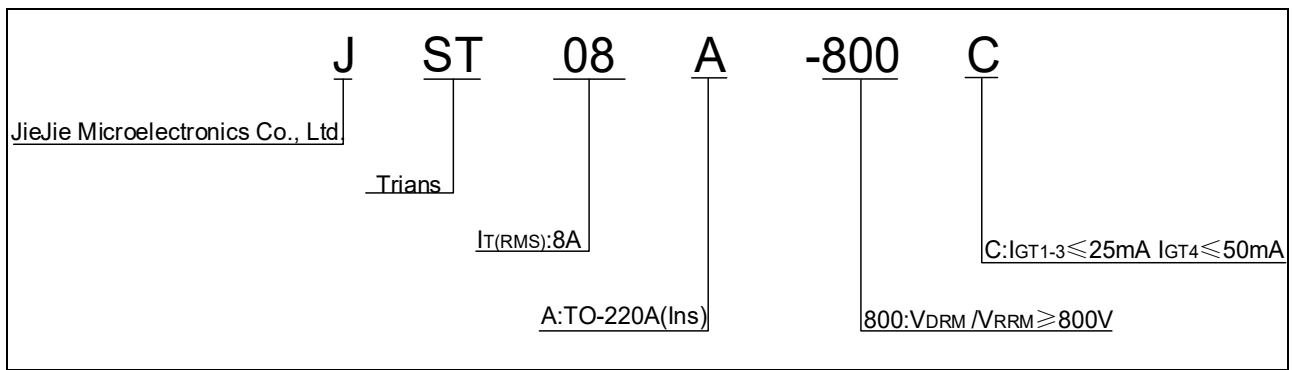 J ST 08 A -800 C
JieJie Microelectronics Co., Ltd.
Trians
IT(RMS):8A
C:IGT1-3≤25mA IGT4≤50mA
A:TO-220A(Ins)
800:VDRM /VRRM≥800V